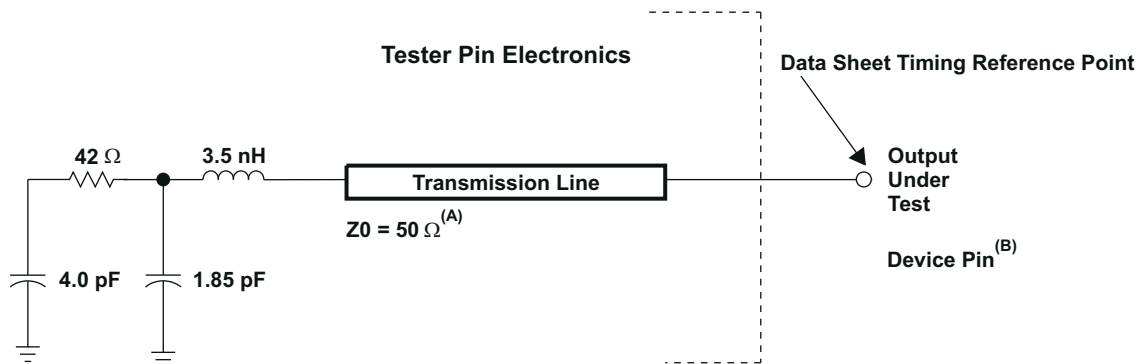 Tester Pin Electronics
Data Sheet Timing Reference Point
42 Ω
3.5 nH
Transmission Line
Output
Under
Test
Z0 = 50 Ω(A)
Device Pin(B)
4.0 pF
1.85 pF